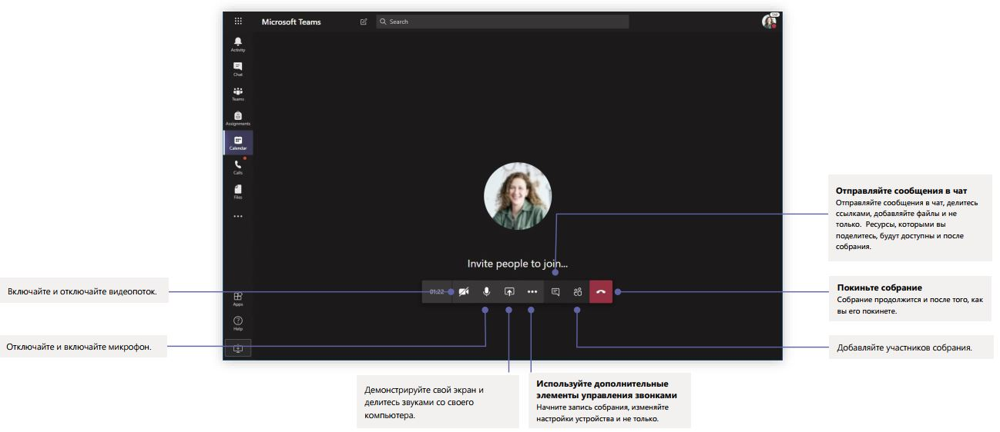 Microsoft Teams
Search
Activity
Chat
Teams
Assignments
Calendar
Calls
Files
Invite people to join...
01:22
Apps
Help
Включайте и отключайте видеопоток.
Отключайте и включайте микрофон.
Демонстрируйте свой экран и
делитесь звуками со своего
компьютера.
Используйте дополнительные
элементы управления звонками
Начните запись собрания, изменяйте
настройки устройства и не только.
Отправляйте сообщения в чат
Отправляйте сообщения в чат, делитесь
ссылками, добавляйте файлы и не
только. Ресурсы, которыми вы
поделитесь, будут доступны и после
собрания.
Покиньте собрание
Собрание продолжится и после того, как
вы его покинете.
Добавляйте участников собрания.